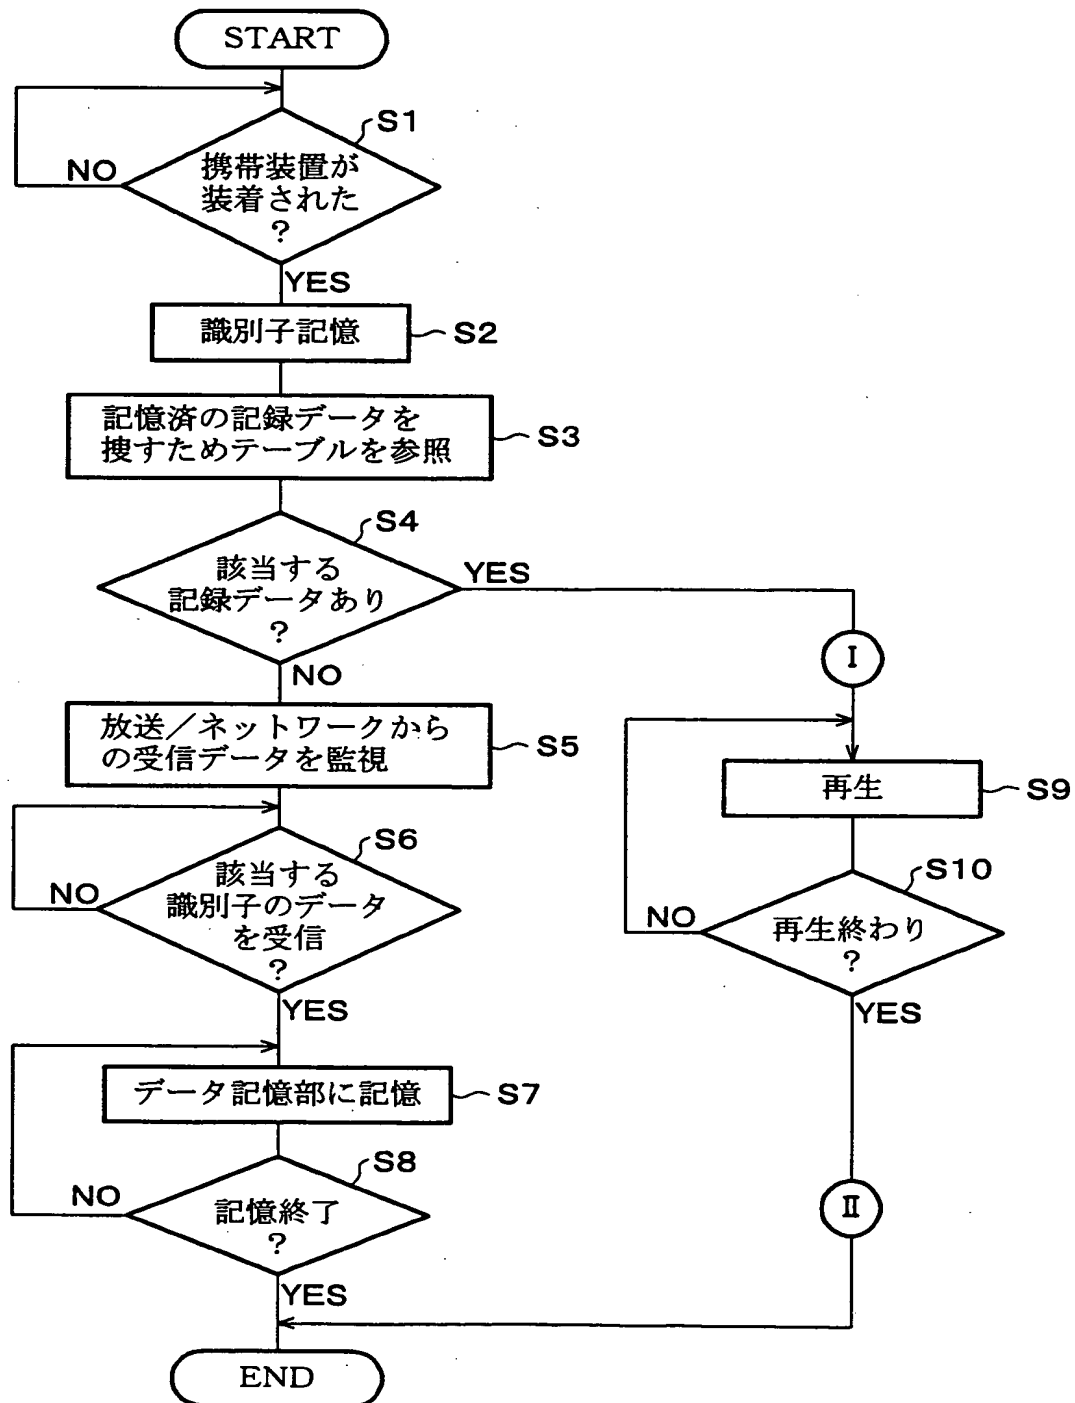 START
S1
NO
携帯装置が
装着された
?
YES
識別子記憶
S2
記憶済の記録データを
捜すためテーブルを参照
S3
S4
該当する
記録データあり
?
YES
NO
I
放送/ネットワークから
の受信データを監視
S5
再生
S9
S6
該当する
識別子のデータ
を受信
?
NO
YES
S10
NO
再生終わり
?
YES
データ記憶部に記憶
S7
S8
NO
記憶終了
?
YES
II
END